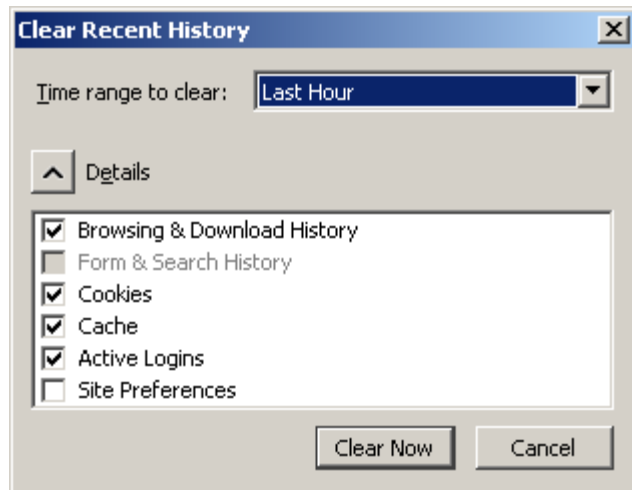 Clear Recent History
Time range to clear: Last Hour
Details
Browsing & Download History
Form & Search History
Cookies
Cache
Active Logins
Site Preferences
Clear Now Cancel